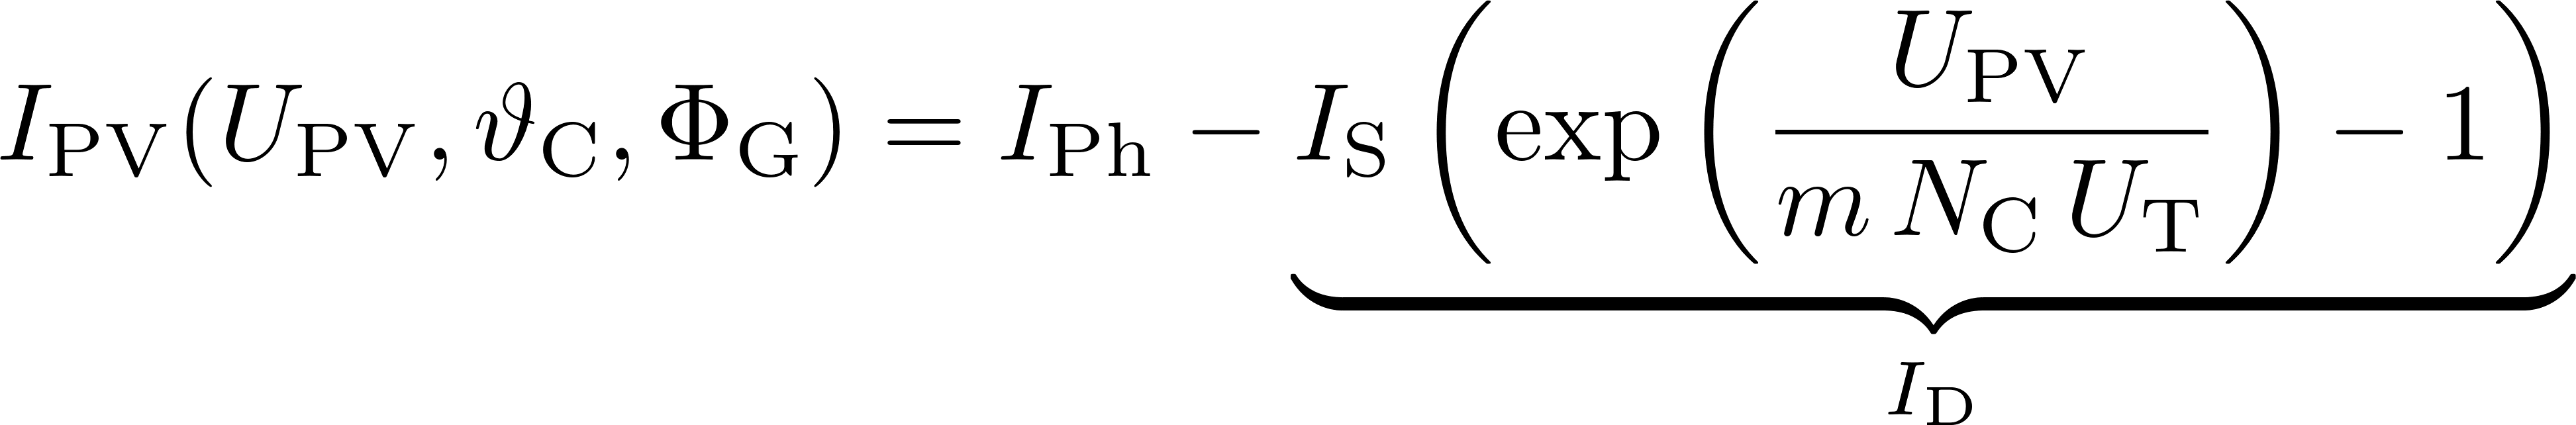 I_PV(U_PV, ϑ_C, Φ_G) = I_Ph − I_S (exp(U_PV / (m N_C U_T)) − 1)
I_D